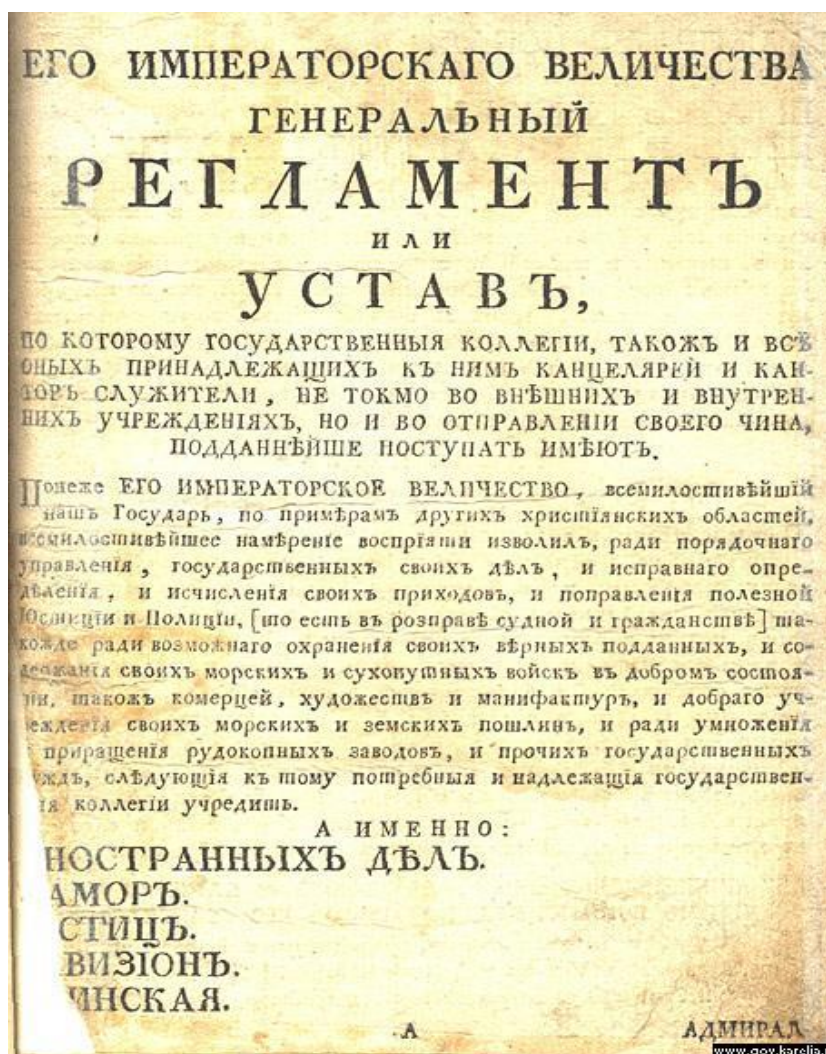 ЕГО ИМПЕРАТОРСКАГО ВЕЛИЧЕСТВА
ГЕНЕРАЛЬНЫЙ
РЕГЛАМЕНТЪ
ИЛИ
УСТАВЪ,
ПО КОТОРОМУ ГОСУДАРСТВЕННЫЯ КОЛЛЕГІИ, ТАКОЖЪ И ВСѢ
ОНЫХЪ ПРИНАДЛЕЖАЩИХЪ КЪ НИМЪ КАНЦЕЛЯРЕЙ И КАН-
ТОРЪ СЛУЖИТЕЛИ, НЕ ТОКМО ВО ВНѢШНИХЪ И ВНУТРЕН-
НИХЪ УЧРЕЖДЕНІЯХЪ, НО И ВО ОТПРАВЛЕНІИ СВОЕГО ЧИНА,
ПОДДАННѢЙШЕ ПОСТУПАТЬ ИМѢЮТЪ.
Понеже ЕГО ИМПЕРАТОРСКОЕ ВЕЛИЧЕСТВО, всемилостивѣйшій
нашъ Государь, по примѣрамъ другихъ христіянскихъ областей,
всемилостивѣйшее намѣреніе воспріяти изволилъ, ради порядочнаго
управленія, государственныхъ своихъ дѣлъ, и исправнаго опре-
дѣленія, и исчисленія своихъ приходовъ, и поправленія полезной
Юстиціи и Полиціи, [то есть въ розправѣ судной и гражданствѣ] та-
кожде ради возможнаго охраненія своихъ вѣрныхъ подданныхъ, и со-
держанія своихъ морскихъ и сухопутныхъ войскъ въ добромъ состоя-
ніи, такожъ комерцей, художествъ и манифактуръ, и добраго уч-
режденія своихъ морскихъ и земскихъ пошлинъ, и ради умноженія
приращенія рудокопныхъ заводовъ, и прочихъ государственныхъ
нуждъ, слѣдующія къ тому потребныя и надлежащія государствен-
ныя коллегіи учредить.
А ИМЕННО:
НОСТРАННЫХЪ ДѢЛЪ.
АМОРЪ.
СТИЦЪ.
ВИЗІОНЪ.
ИНСКАЯ.
А АДМИРАЛ
www.gov.karelia